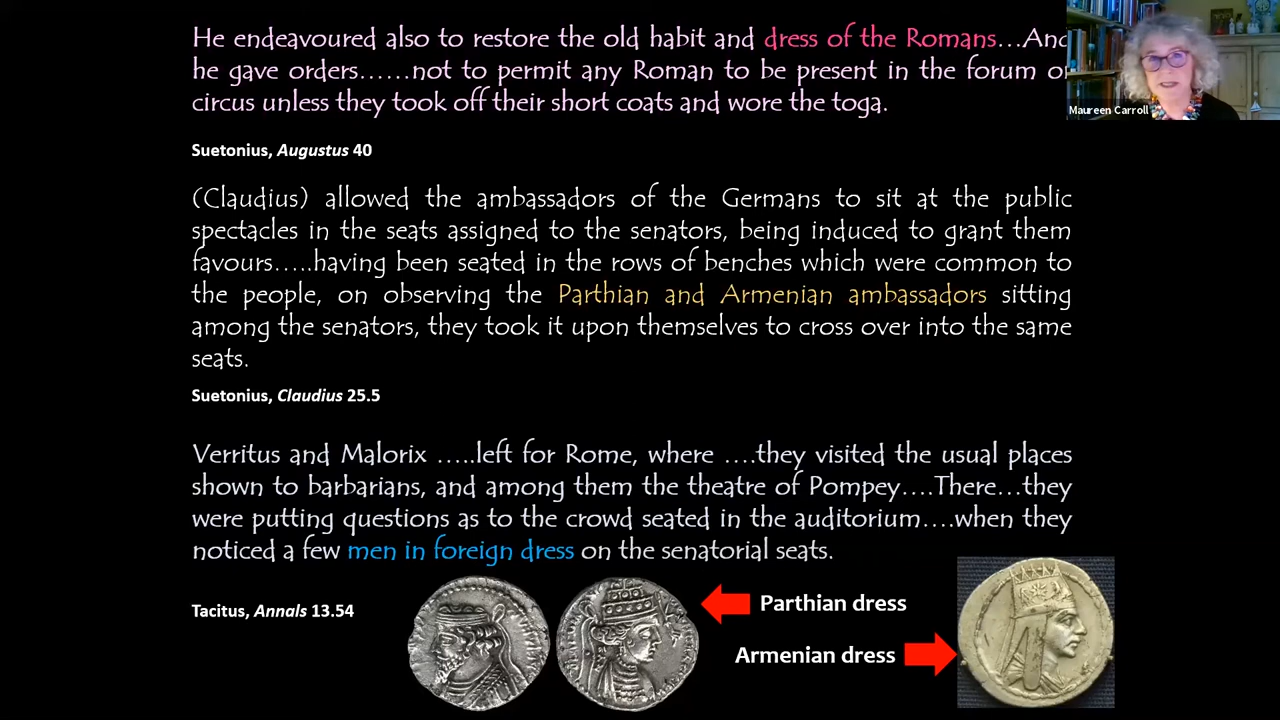 He endeavoured also to restore the old habit and dress of the Romans...And
he gave orders......not to permit any Roman to be present in the forum or
circus unless they took off their short coats and wore the toga.
Maureen Carroll
Suetonius, Augustus 40
(Claudius) allowed the ambassadors of the Germans to sit at the public
spectacles in the seats assigned to the senators, being induced to grant them
favours.....having been seated in the rows of benches which were common to
the people, on observing the Parthian and Armenian ambassadors sitting
among the senators, they took it upon themselves to cross over into the same
seats.
Suetonius, Claudius 25.5
Verritus and Malorix .....left for Rome, where ....they visited the usual places
shown to barbarians, and among them the theatre of Pompey....There...they
were putting questions as to the crowd seated in the auditorium....when they
noticed a few men in foreign dress on the senatorial seats.
Tacitus, Annals 13.54
Parthian dress
Armenian dress